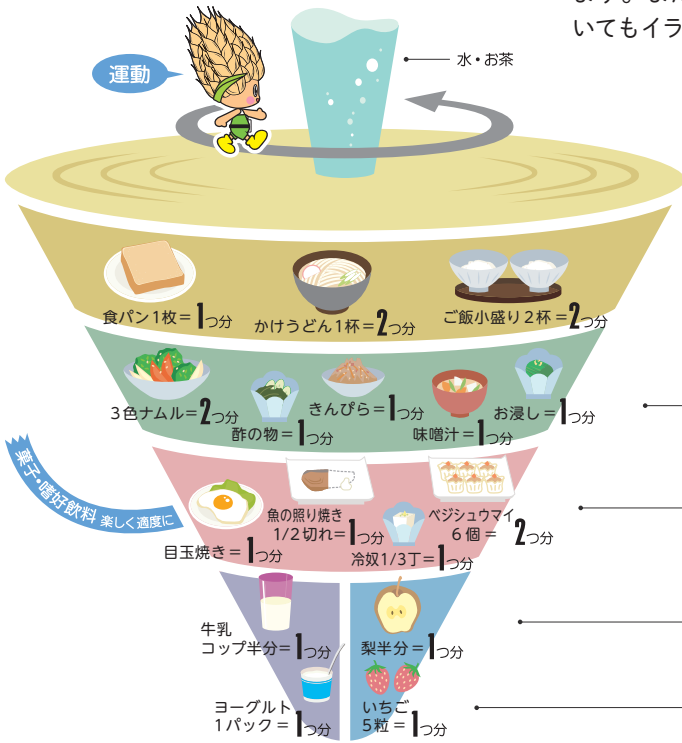 ます。また
いてもイラ
水・お茶
運動
食パン1枚=1つ分
かけうどん1杯=2つ分
ご飯小盛り2杯=2つ分
3色ナムル=2つ分
酢の物=1つ分
きんぴら=1つ分
味噌汁=1つ分
お浸し=1つ分
菓子・嗜好飲料 楽しく適度に
目玉焼き=1つ分
魚の照り焼き
1/2切れ=1つ分
冷奴1/3丁=1つ分
ベジシュウマイ
6個= 2つ分
牛乳
コップ半分=1つ分
梨半分=1つ分
ヨーグルト
1パック=1つ分
いちご
5粒=1つ分